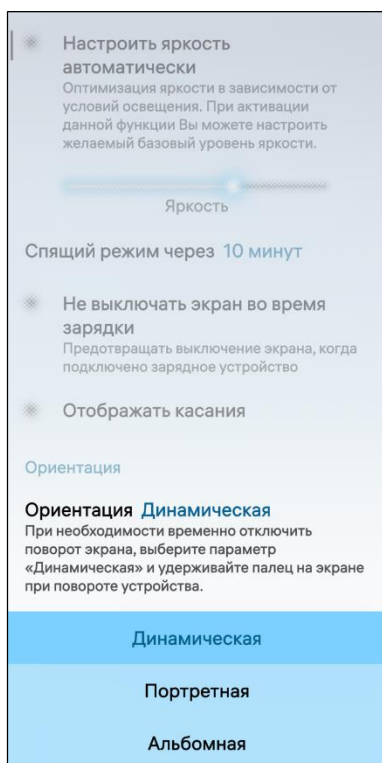 Настроить яркость
автоматически
Оптимизация яркости в зависимости от
условий освещения. При активации
данной функции Вы можете настроить
желаемый базовый уровень яркости.
Яркость
Спящий режим через 10 минут
Не выключать экран во время
зарядки
Предотвращать выключение экрана, когда
подключено зарядное устройство
Отображать касания
Ориентация
Ориентация Динамическая
При необходимости временно отключить
поворот экрана, выберите параметр
«Динамическая» и удерживайте палец на экране
при повороте устройства.
Динамическая
Портретная
Альбомная